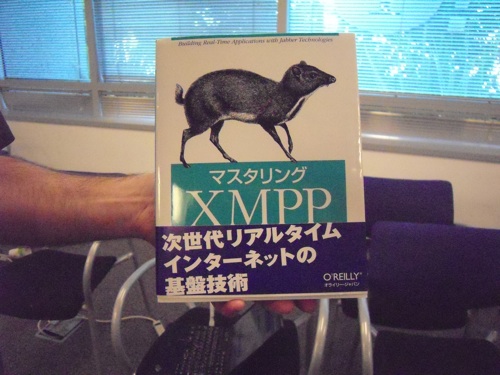 Building Real-Time Applications with Jabber Technologies
マスタリング
XMPP
次世代リアルタイム
インターネットの
基盤技術
O'REILLY®
オライリー・ジャパン